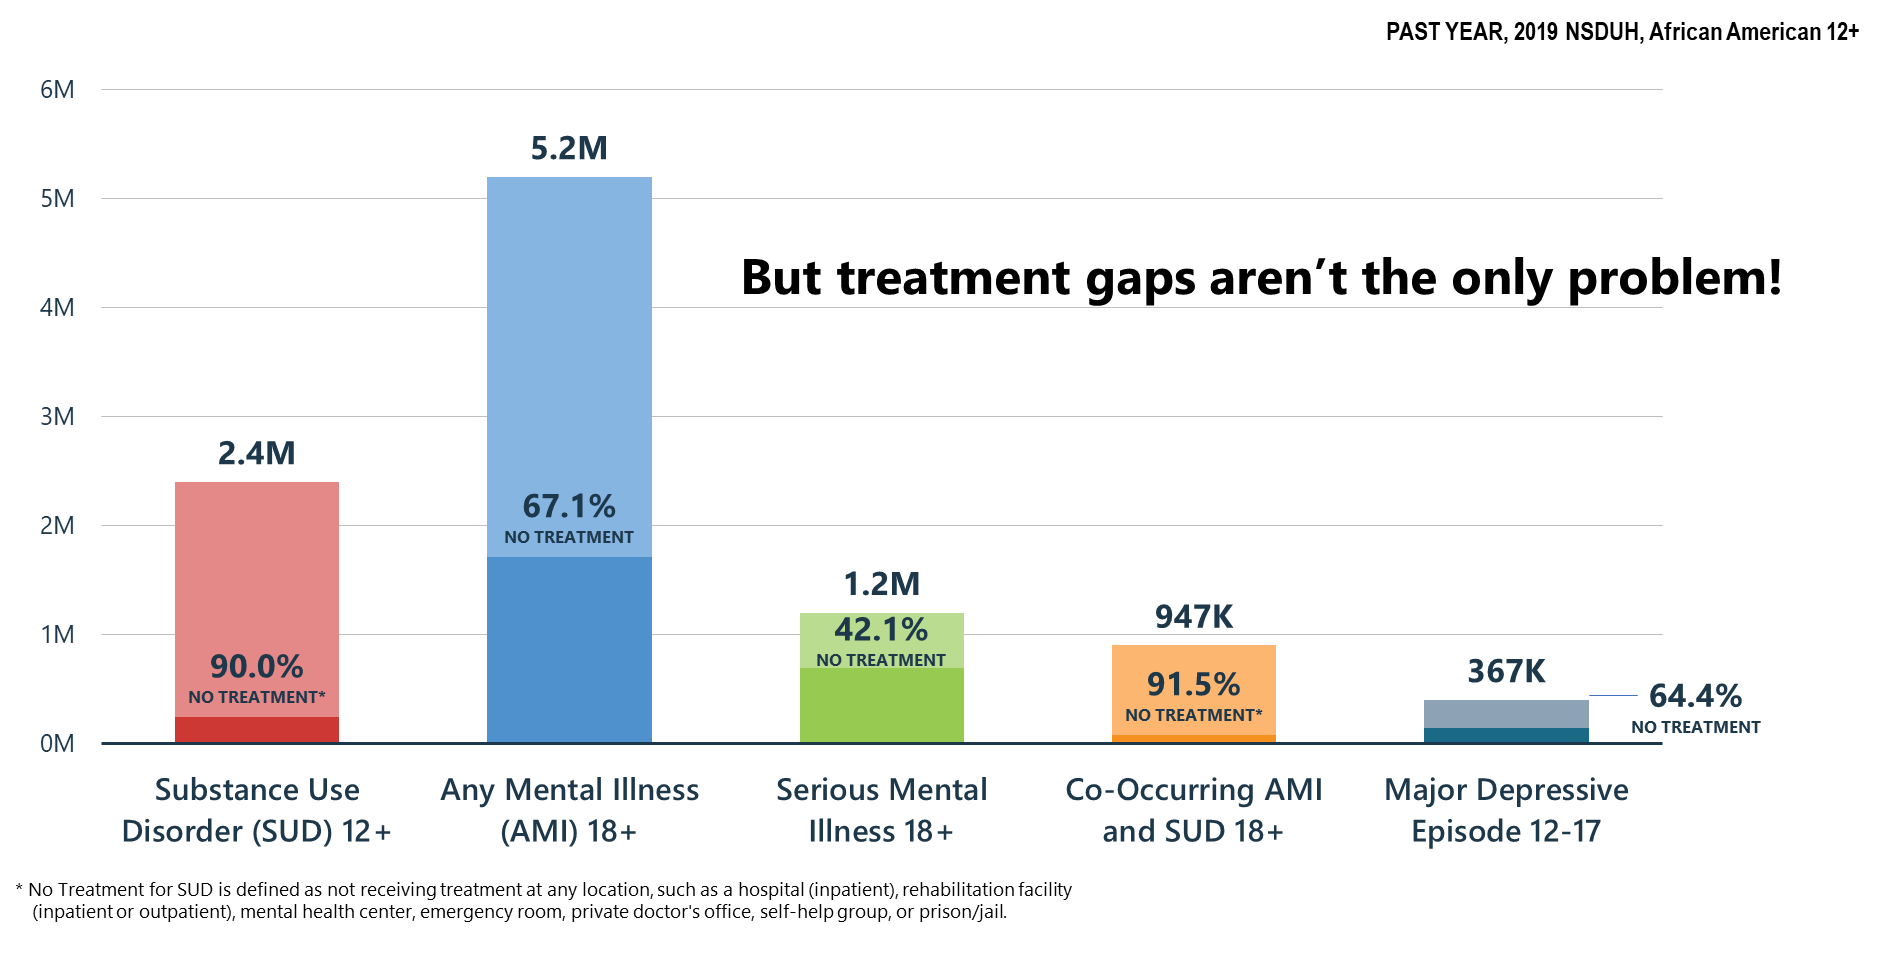 PAST YEAR, 2019 NSDUH, African American 12+
6M
5M
4M
3M
2M
1M
0M
But treatment gaps aren’t the only problem!
2.4M
90.0%
NO TREATMENT*
5.2M
67.1%
NO TREATMENT
1.2M
42.1%
NO TREATMENT
947K
91.5%
NO TREATMENT*
367K
64.4%
NO TREATMENT
Substance Use
Disorder (SUD) 12+
Any Mental Illness
(AMI) 18+
Serious Mental
Illness 18+
Co-Occurring AMI
and SUD 18+
Major Depressive
Episode 12-17
* No Treatment for SUD is defined as not receiving treatment at any location, such as a hospital (inpatient), rehabilitation facility
(inpatient or outpatient), mental health center, emergency room, private doctor's office, self-help group, or prison/jail.